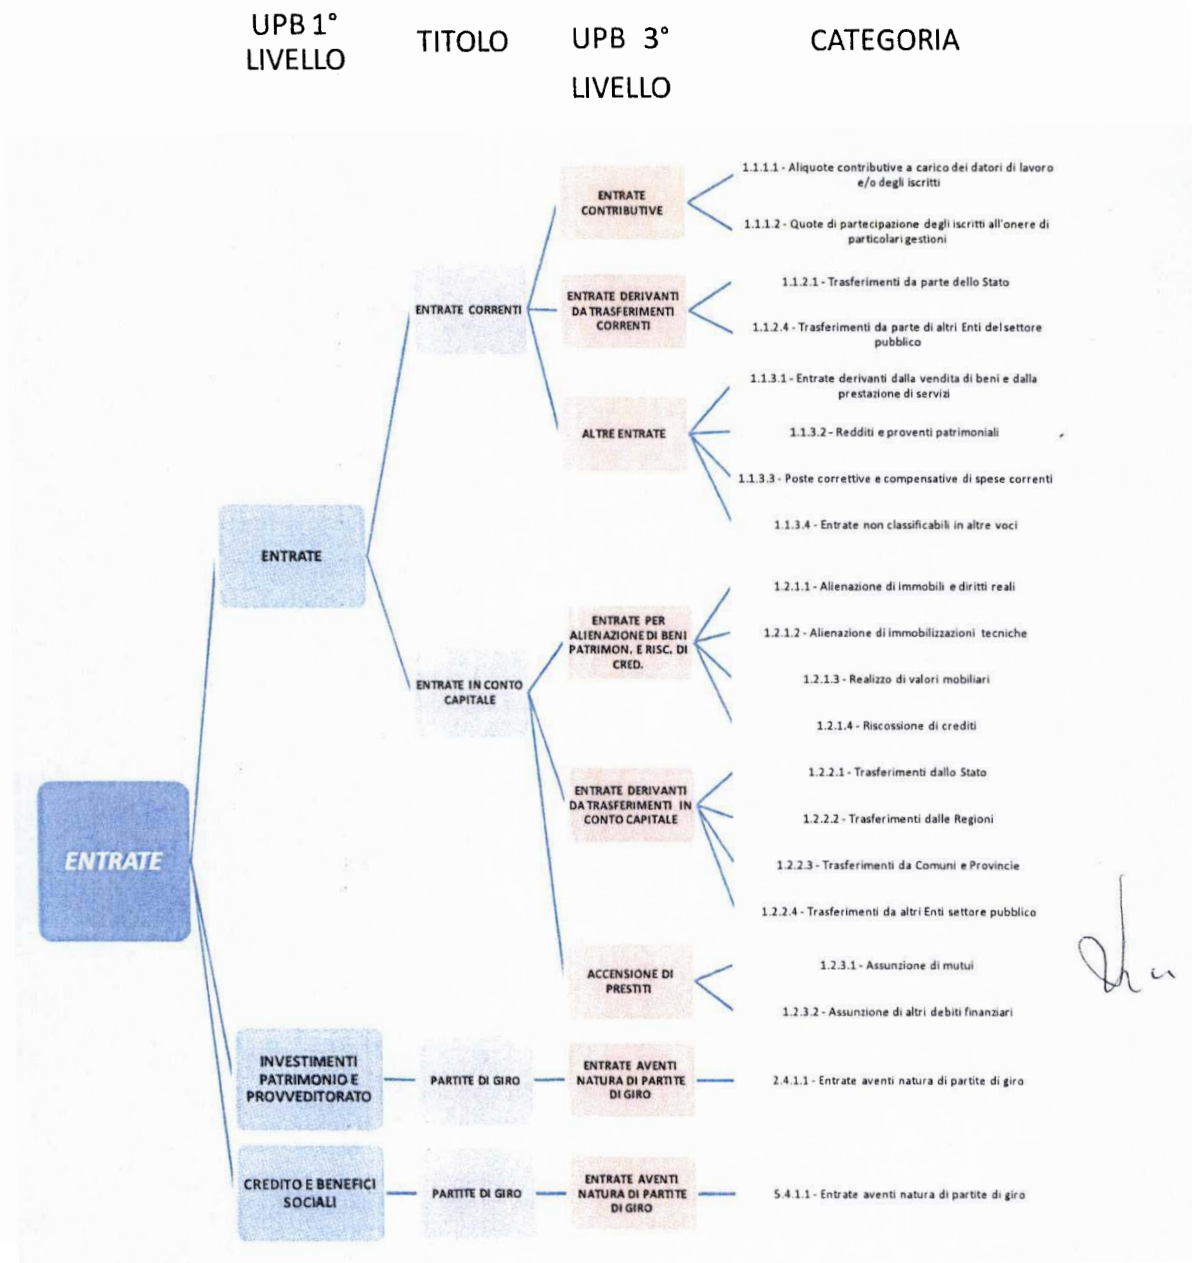 UPB 1°
LIVELLO
TITOLO
UPB 3°
LIVELLO
CATEGORIA
ENTRATE
ENTRATE
ENTRATE CORRENTI
ENTRATE
CONTRIBUTIVE
1.1.1.1 - Aliquote contributive a carico dei datori di lavoro
e/o degli iscritti
1.1.1.2 - Quote di partecipazione degli iscritti all'onere di
particolari gestioni
ENTRATE DERIVANTI
DA TRASFERIMENTI
CORRENTI
1.1.2.1 - Trasferimenti da parte dello Stato
1.1.2.4 - Trasferimenti da parte di altri Enti del settore
pubblico
ALTRE ENTRATE
1.1.3.1 - Entrate derivanti dalla vendita di beni e dalla
prestazione di servizi
1.1.3.2 - Redditi e proventi patrimoniali
1.1.3.3 - Poste correttive e compensative di spese correnti
1.1.3.4 - Entrate non classificabili in altre voci
ENTRATE IN CONTO
CAPITALE
ENTRATE PER
ALIENAZIONE DI BENI
PATRIMON. E RISC. DI
CRED.
1.2.1.1 - Alienazione di immobili e diritti reali
1.2.1.2 - Alienazione di immobilizzazioni tecniche
1.2.1.3 - Realizzo di valori mobiliari
1.2.1.4 - Riscossione di crediti
ENTRATE DERIVANTI
DA TRASFERIMENTI IN
CONTO CAPITALE
1.2.2.1 - Trasferimenti dallo Stato
1.2.2.2 - Trasferimenti dalle Regioni
1.2.2.3 - Trasferimenti da Comuni e Provincie
1.2.2.4 - Trasferimenti da altri Enti settore pubblico
ACCENSIONE DI
PRESTITI
1.2.3.1 - Assunzione di mutui
1.2.3.2 - Assunzione di altri debiti finanziari
INVESTIMENTI
PATRIMONIO E
PROVVEDITORATO
PARTITE DI GIRO
ENTRATE AVENTI
NATURA DI PARTITE
DI GIRO
2.4.1.1 - Entrate aventi natura di partite di giro
CREDITO E BENEFICI
SOCIALI
PARTITE DI GIRO
ENTRATE AVENTI
NATURA DI PARTITE
DI GIRO
5.4.1.1 - Entrate aventi natura di partite di giro